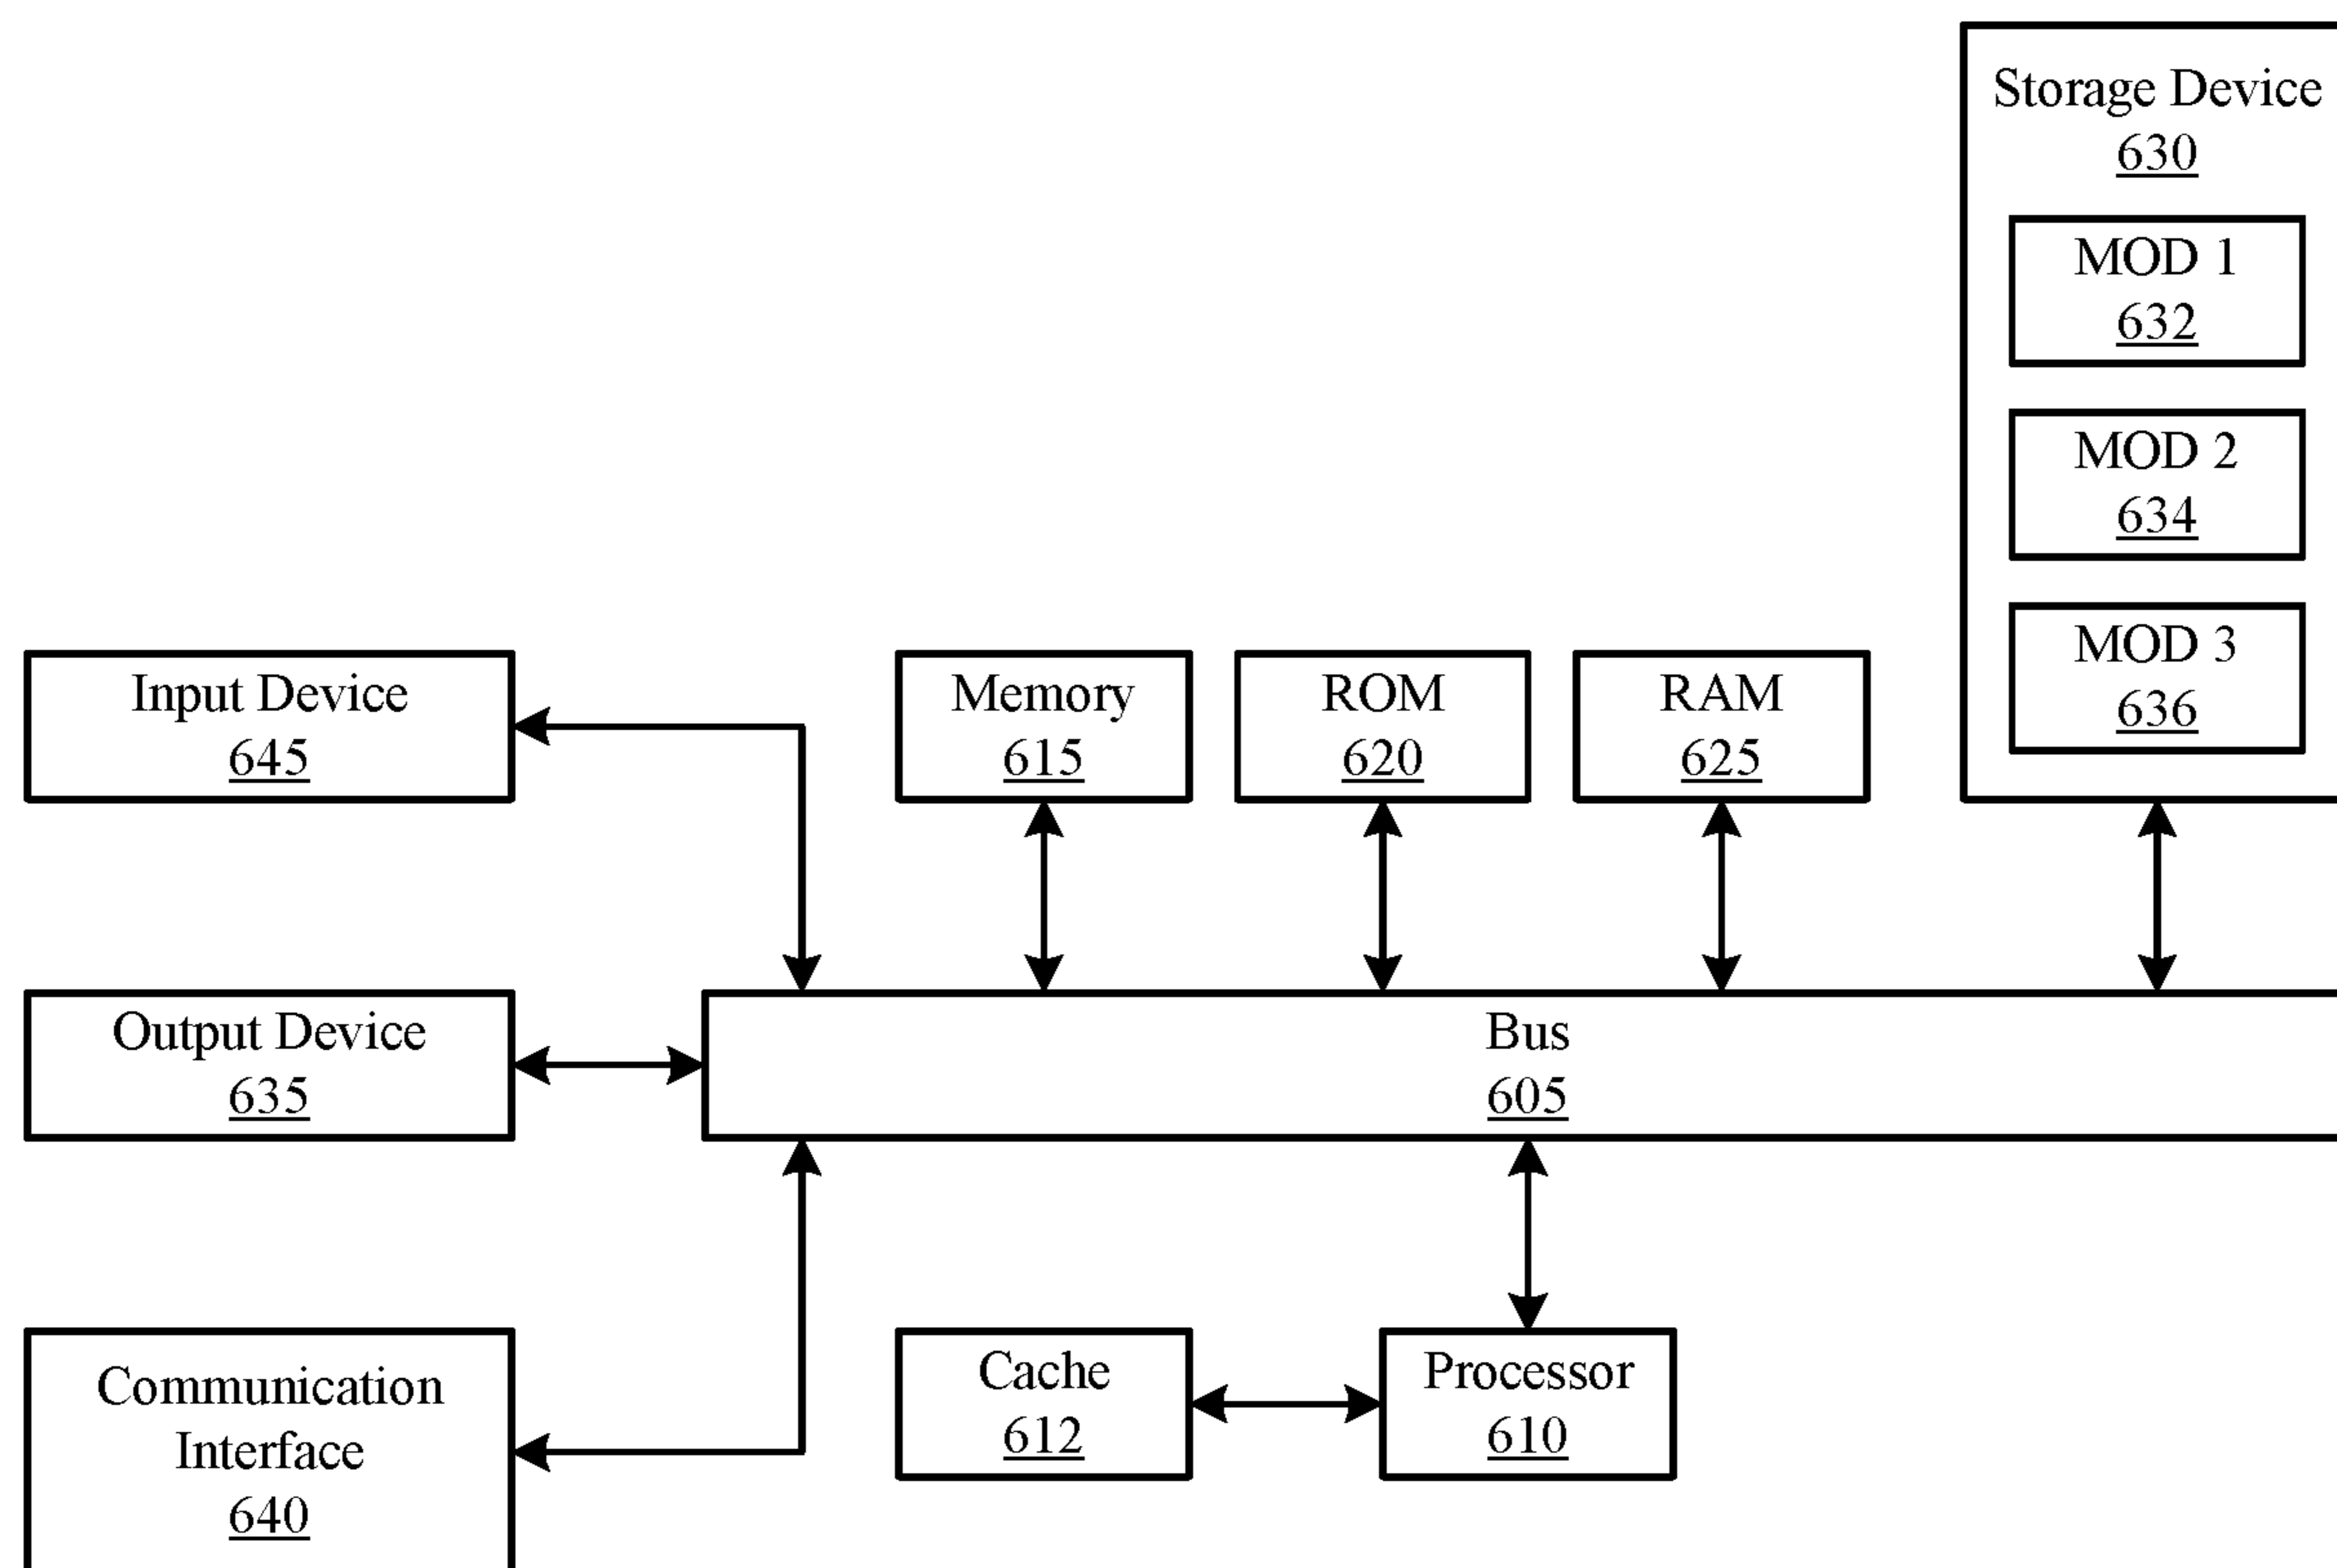 Storage Device
630
MOD 1
632
MOD 2
634
MOD 3
636
Input Device
645
Memory
615
ROM
620
RAM
625
Output Device
635
Bus
605
Communication
Interface
640
Cache
612
Processor
610